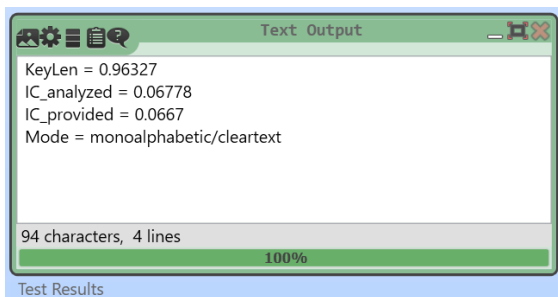 Text Output
KeyLen = 0.96327
IC_analyzed = 0.06778
IC_provided = 0.0667
Mode = monoalphabetic/cleartext
94 characters, 4 lines
100%
Test Results